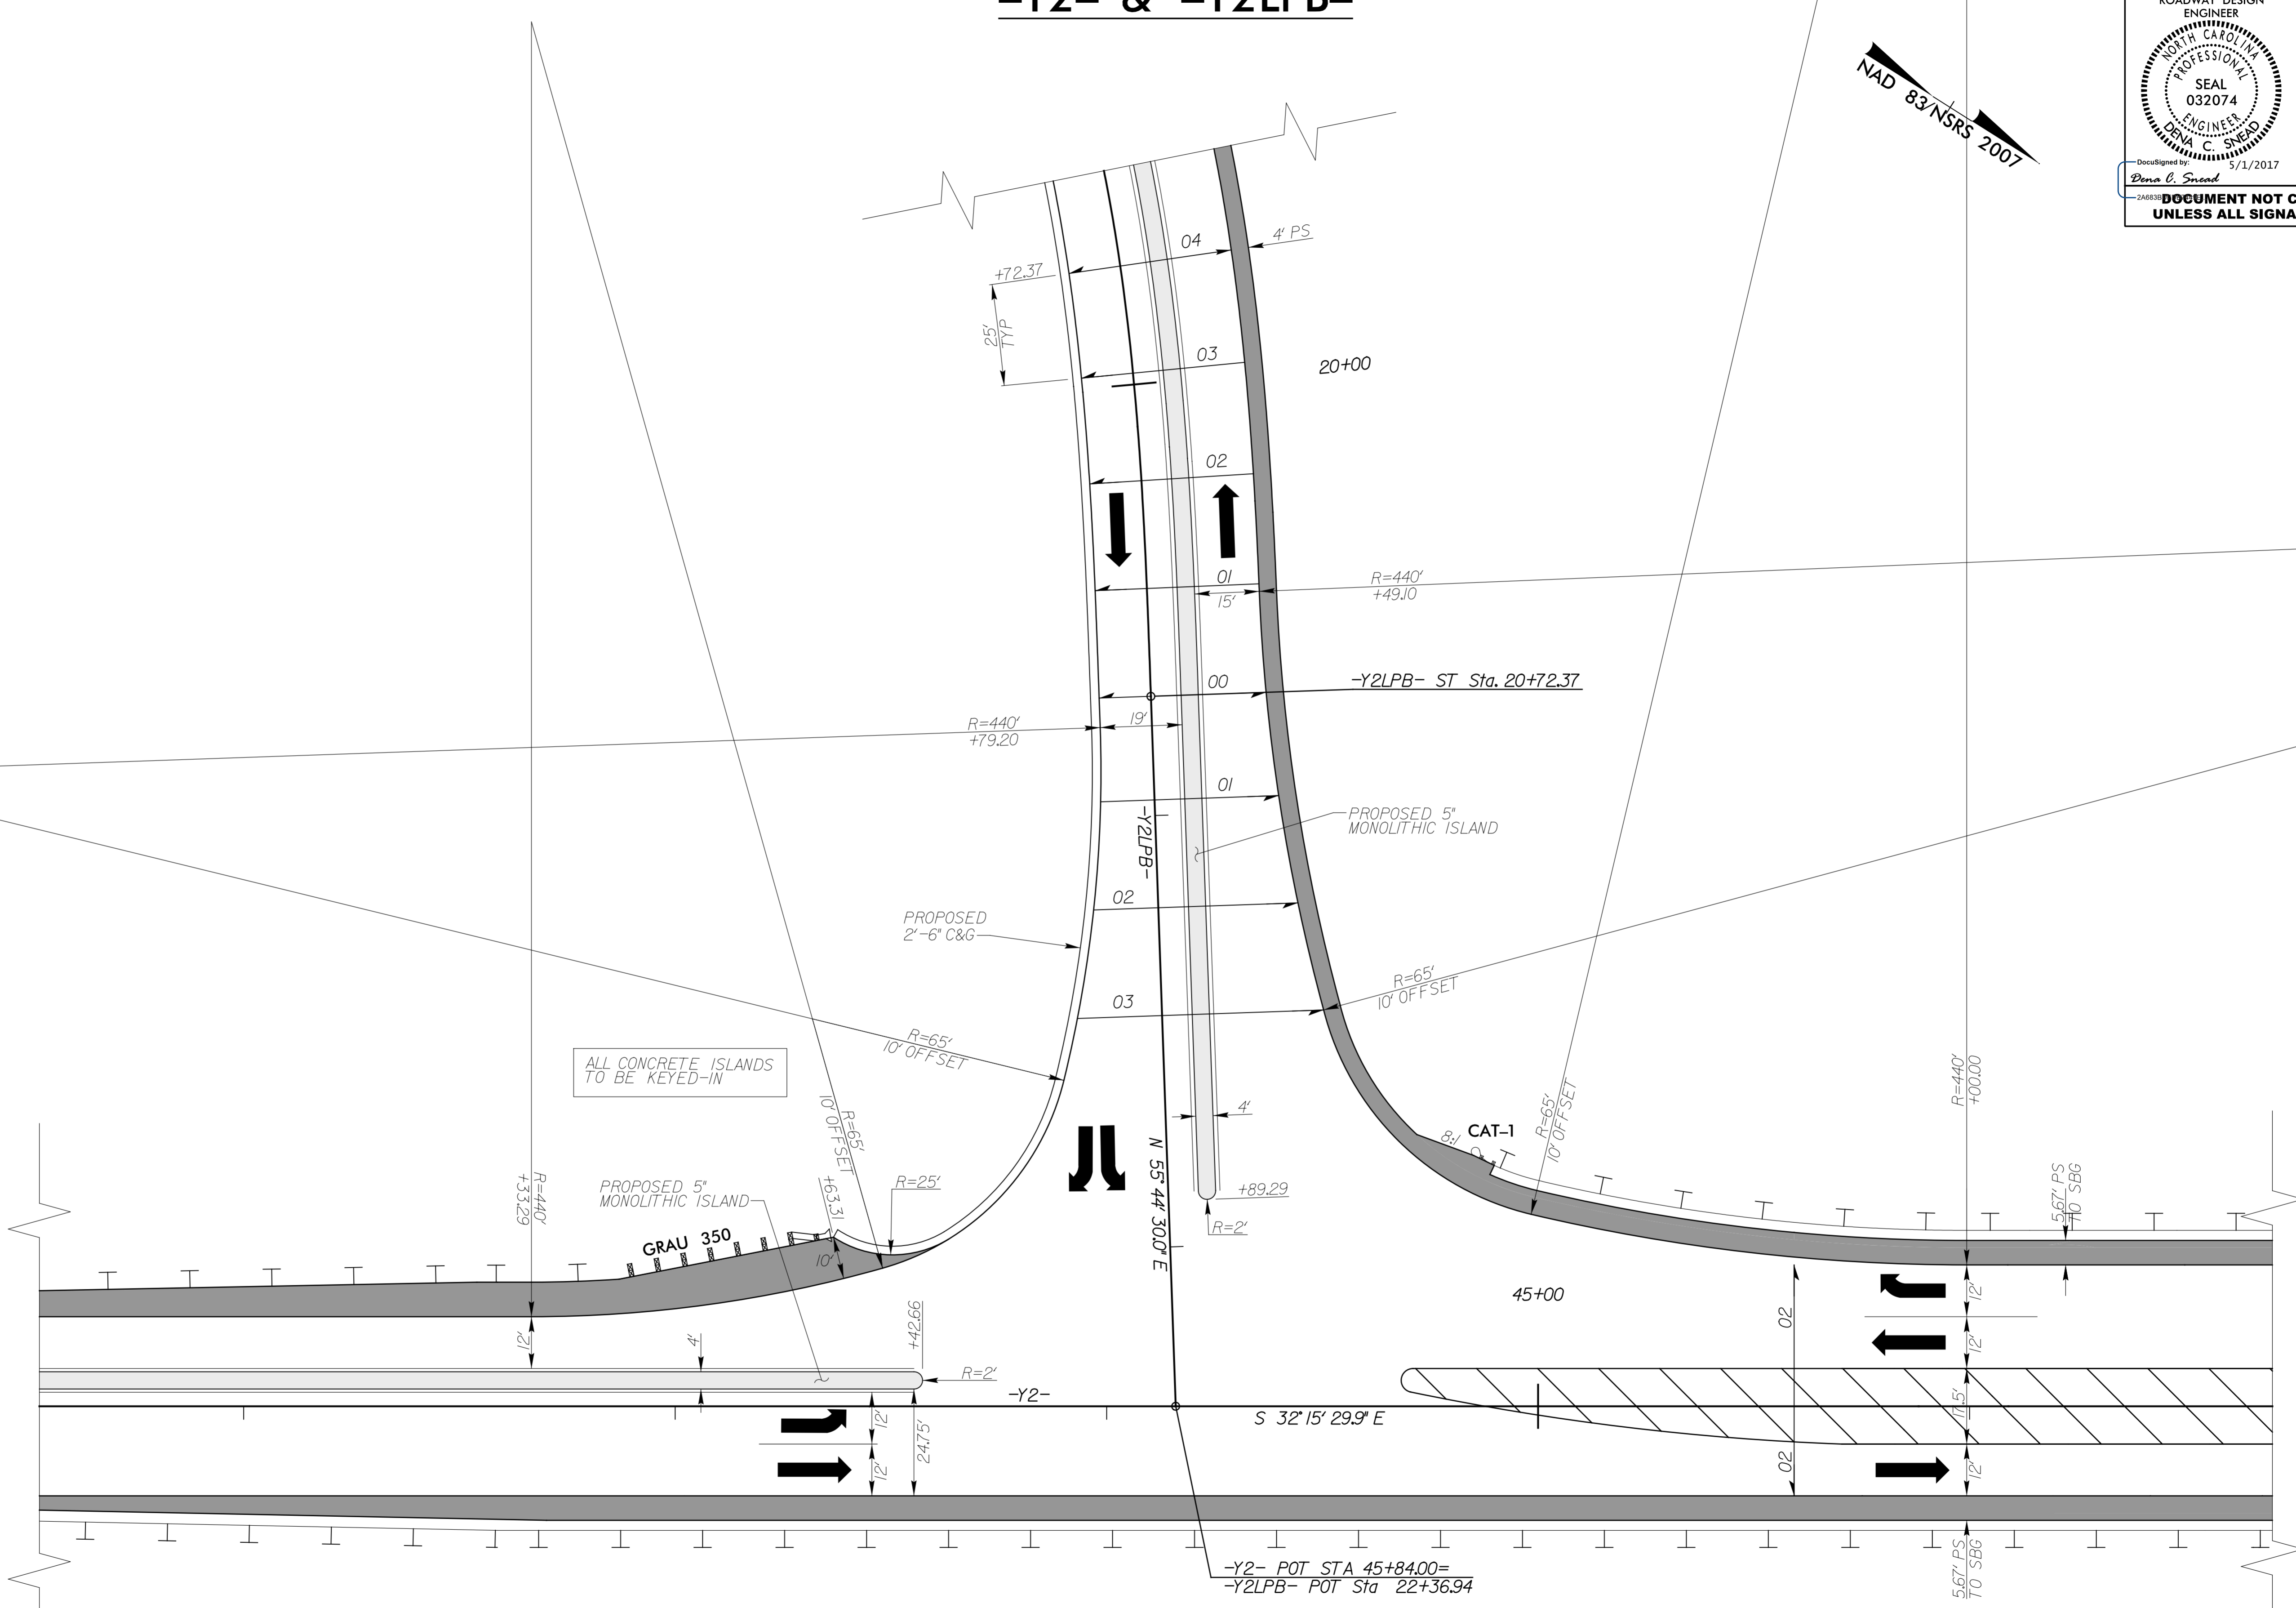 -Y2- & -Y2LPB-
ROADWAY DESIGN
ENGINEER
NORTH CAROLINA
PROFESSIONAL
SEAL
032074
ENGINEER
DENA C. SNEAD
DocuSigned by:
5/1/2017
Dena C. Snead
DOCUMENT NOT C
UNLESS ALL SIGNA
NAD 83/NSRS 2007
04
4' PS
+72.37
25'
TYP
03
20+00
02
01
15'
R=440'
+49.10
00
-Y2LPB- ST Sta. 20+72.37
R=440'
+79.20
19'
01
-Y2LPB-
PROPOSED 5"
MONOLITHIC ISLAND
02
PROPOSED
2'-6" C&G
03
R=65'
10' OFFSET
R=65'
10' OFFSET
ALL CONCRETE ISLANDS
TO BE KEYED-IN
R=65'
10' OFFSET
4'
N 55° 44' 30.0" E
8:1
CAT-1
R=65'
10' OFFSET
R=440'
+00.00
R=440'
+33.29
PROPOSED 5"
MONOLITHIC ISLAND
+63.31
R=25'
+89.29
R=2'
5.67' PS
TO SBG
GRAU 350
10'
45+00
12'
12'
02
12'
4'
+42.66
R=2'
-Y2-
S 32° 15' 29.9" E
17.5'
12'
24.75'
12'
02
12'
-Y2- POT STA 45+84.00=
-Y2LPB- POT Sta 22+36.94
5.67' PS
TO SBG